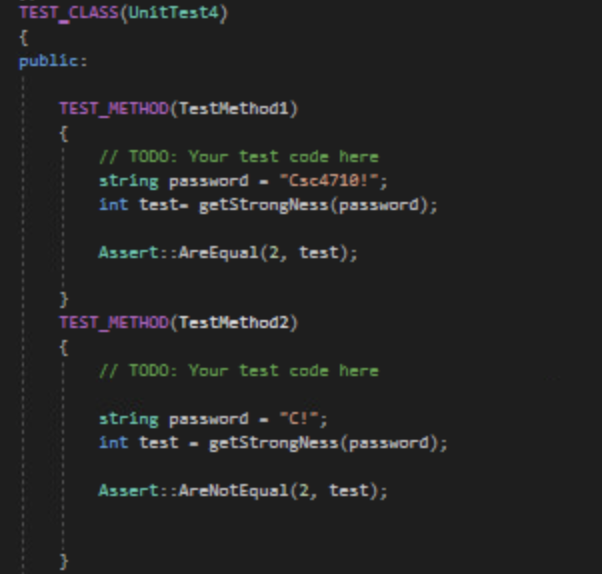 TEST_CLASS(UnitTest4)
{
public:
TEST_METHOD(TestMethod1)
{
// TODO: Your test code here
string password = "Csc4710!";
int test= getStrongNess(password);
Assert::AreEqual(2, test);
}
TEST_METHOD(TestMethod2)
{
// TODO: Your test code here
string password = "C!";
int test = getStrongNess(password);
Assert::AreNotEqual(2, test);
}